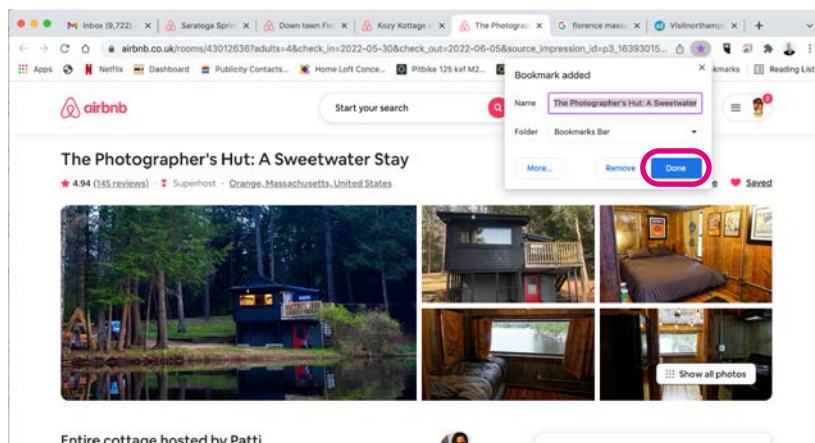 Inbox (9,722)
Saratoga Sprin
Down town Flo
Kozy Kottage
The Photograp
florence mass
Visitnorthampt
airbnb.co.uk/rooms/43012636?adults=4&check_in=2022-05-30&check_out=2022-06-05&source_impression_id=p3_16393015...
Apps
Netflix
Dashboard
Publicity Contacts...
Home Loft Conce...
Pitbike 125 kxf M2...
Reading List
Bookmark added
Name The Photographer's Hut: A Sweetwater
Folder Bookmarks Bar
More... Remove Done
airbnb
Start your search
2
The Photographer's Hut: A Sweetwater Stay
4.94 (145 reviews) · Superhost · Orange, Massachusetts, United States
Saved
Show all photos
Entire cottage hosted by Patti